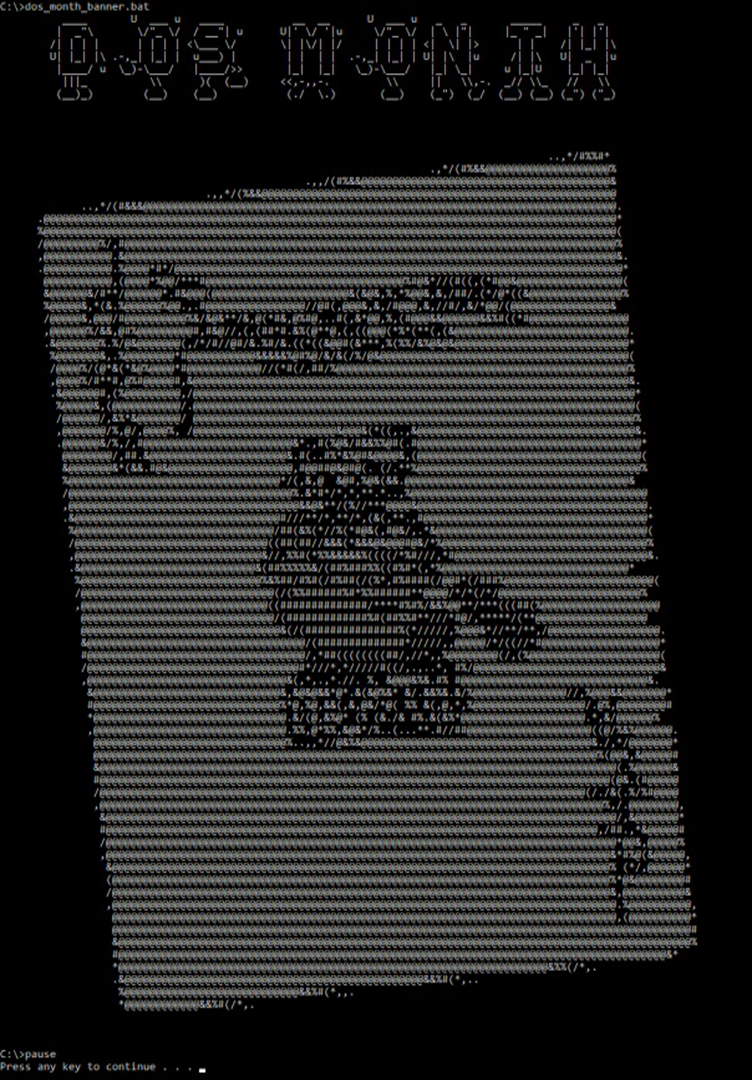 C:\>dos_month_banner.bat
DOS MONTH
C:\>pause
Press any key to continue . . .